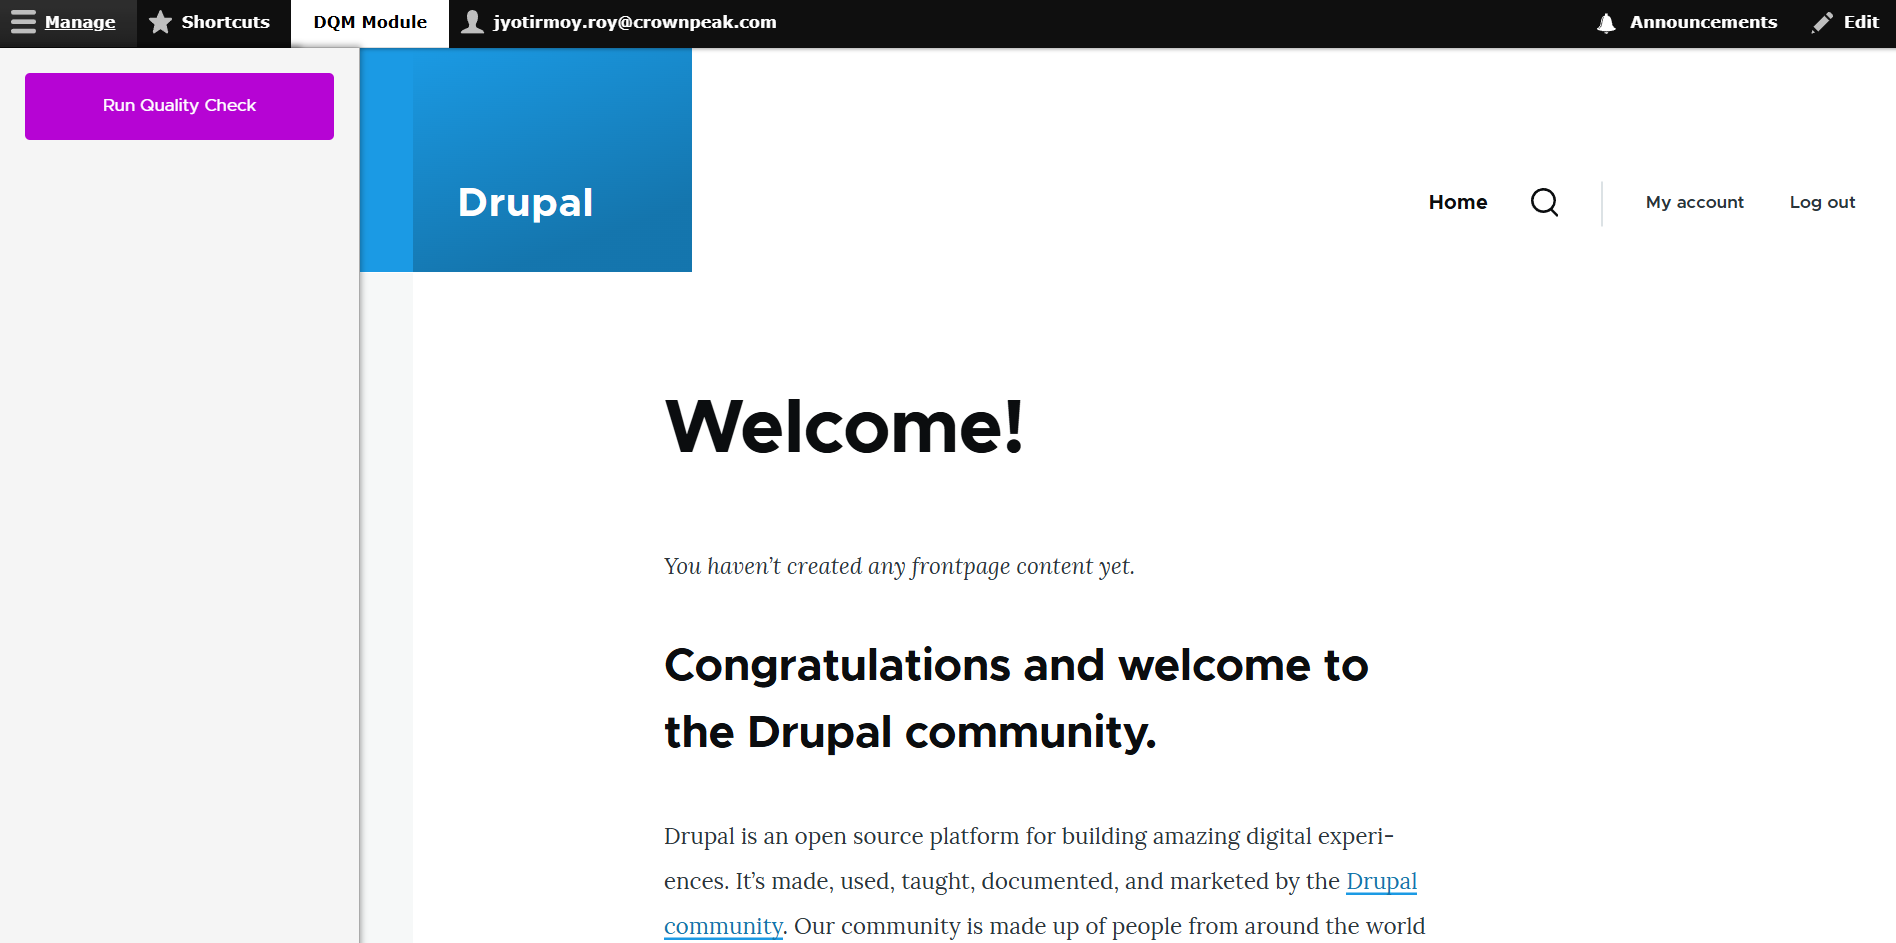 Manage Shortcuts DQM Module jyotirmoy.roy@crownpeak.com Announcements Edit
Run Quality Check
Drupal
Home My account Log out
Welcome!
You haven’t created any frontpage content yet.
Congratulations and welcome to
the Drupal community.
Drupal is an open source platform for building amazing digital experi-
ences. It’s made, used, taught, documented, and marketed by the Drupal
community. Our community is made up of people from around the world